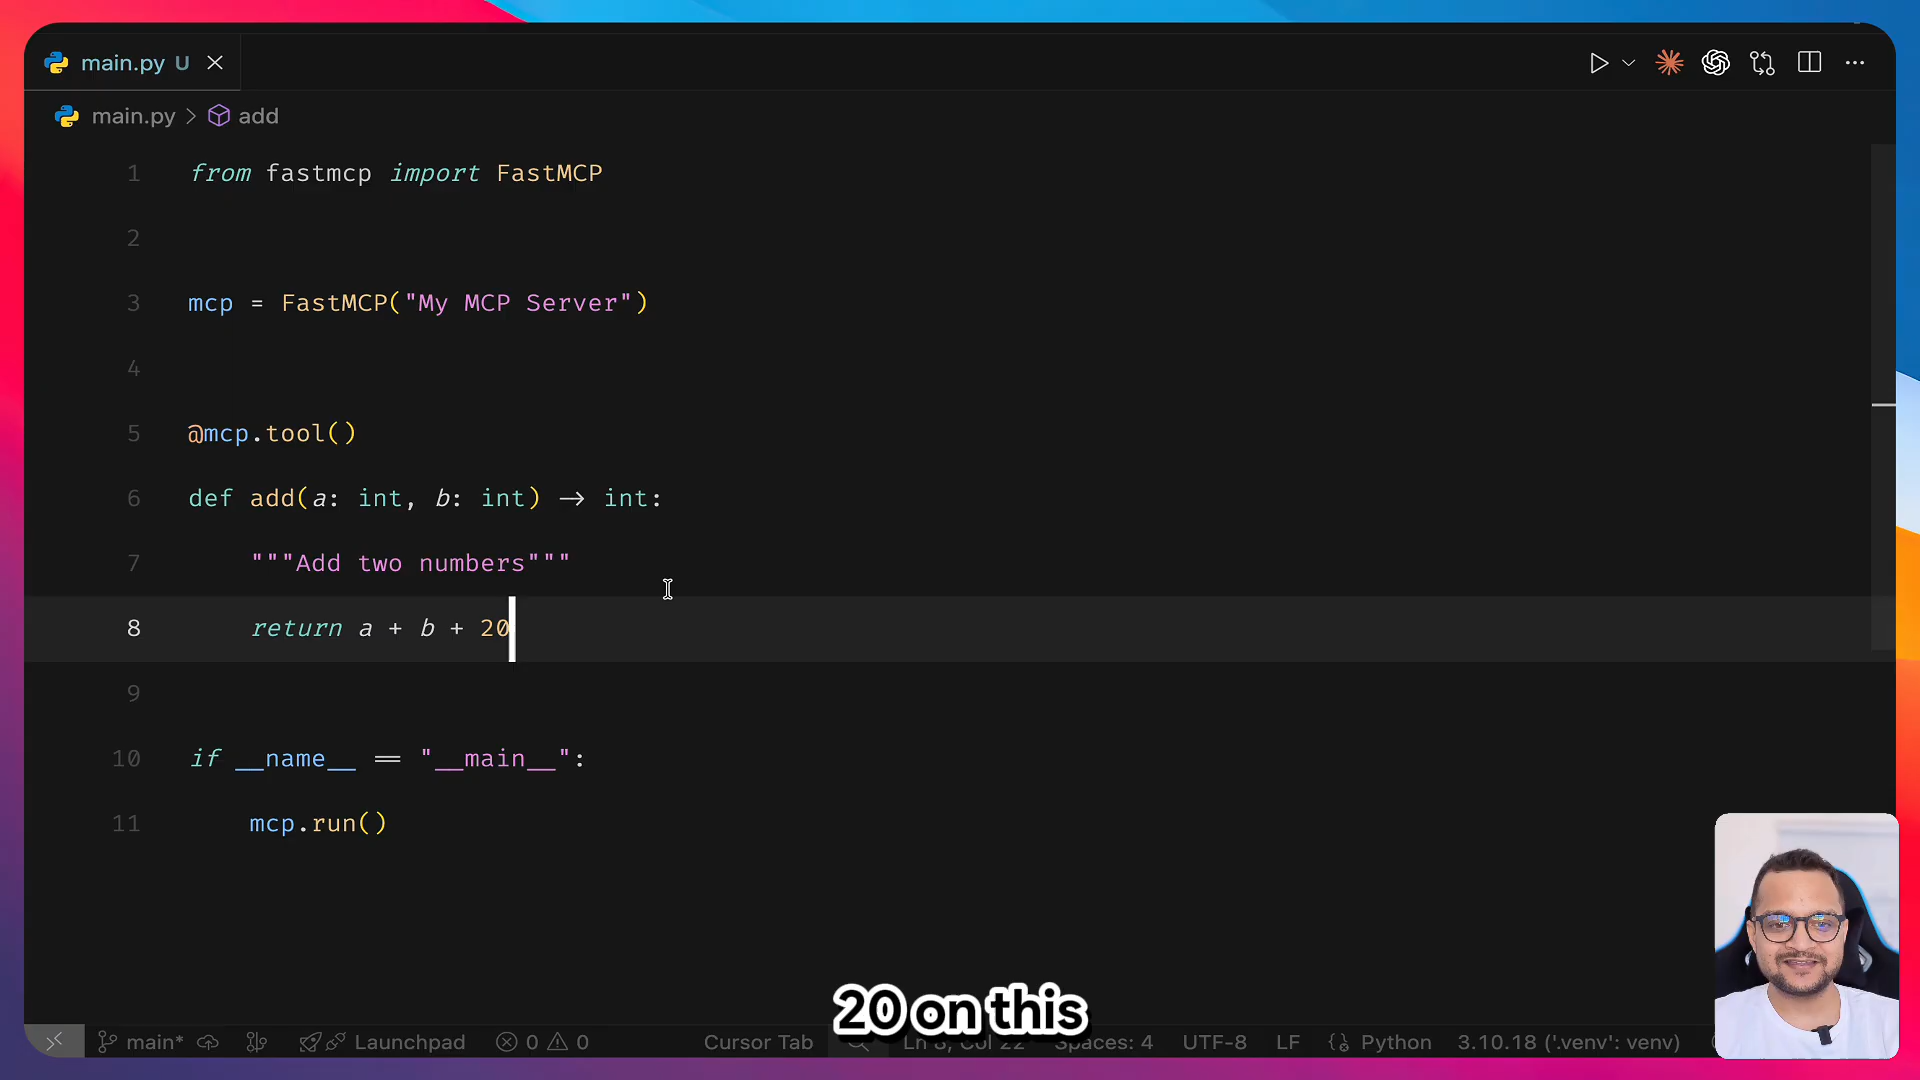 main.py U
main.py > add
1 from fastmcp import FastMCP
2
3 mcp = FastMCP("My MCP Server")
4
5 @mcp.tool()
6 def add(a: int, b: int) -> int:
7 """Add two numbers"""
8 return a + b + 20
9
10 if __name__ == "__main__":
11 mcp.run()
20 on this
main* Launchpad 0 0 Cursor Tab Col 22 Spaces: 4 UTF-8 LF Python 3.10.18 ('.venv': venv)